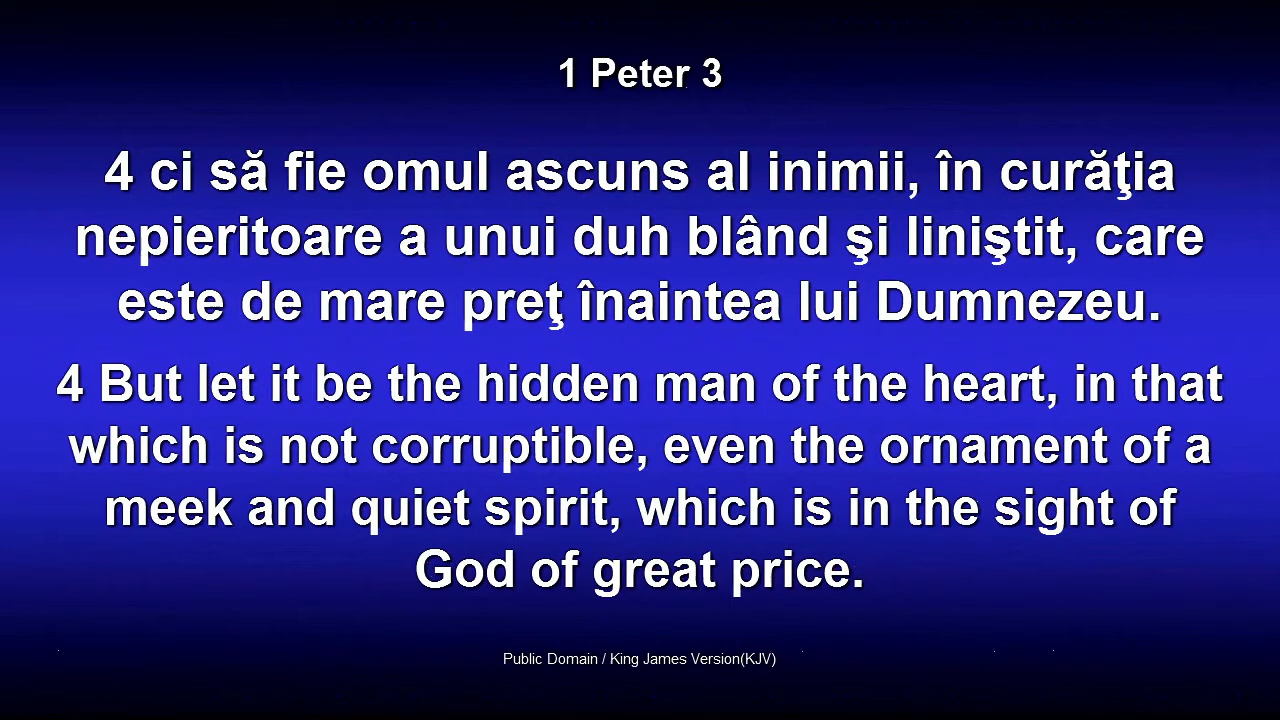 1 Peter 3
4 ci să fie omul ascuns al inimii, în curăţia
nepieritoare a unui duh blând şi liniştit, care
este de mare preţ înaintea lui Dumnezeu.
4 But let it be the hidden man of the heart, in that
which is not corruptible, even the ornament of a
meek and quiet spirit, which is in the sight of
God of great price.
Public Domain / King James Version(KJV)